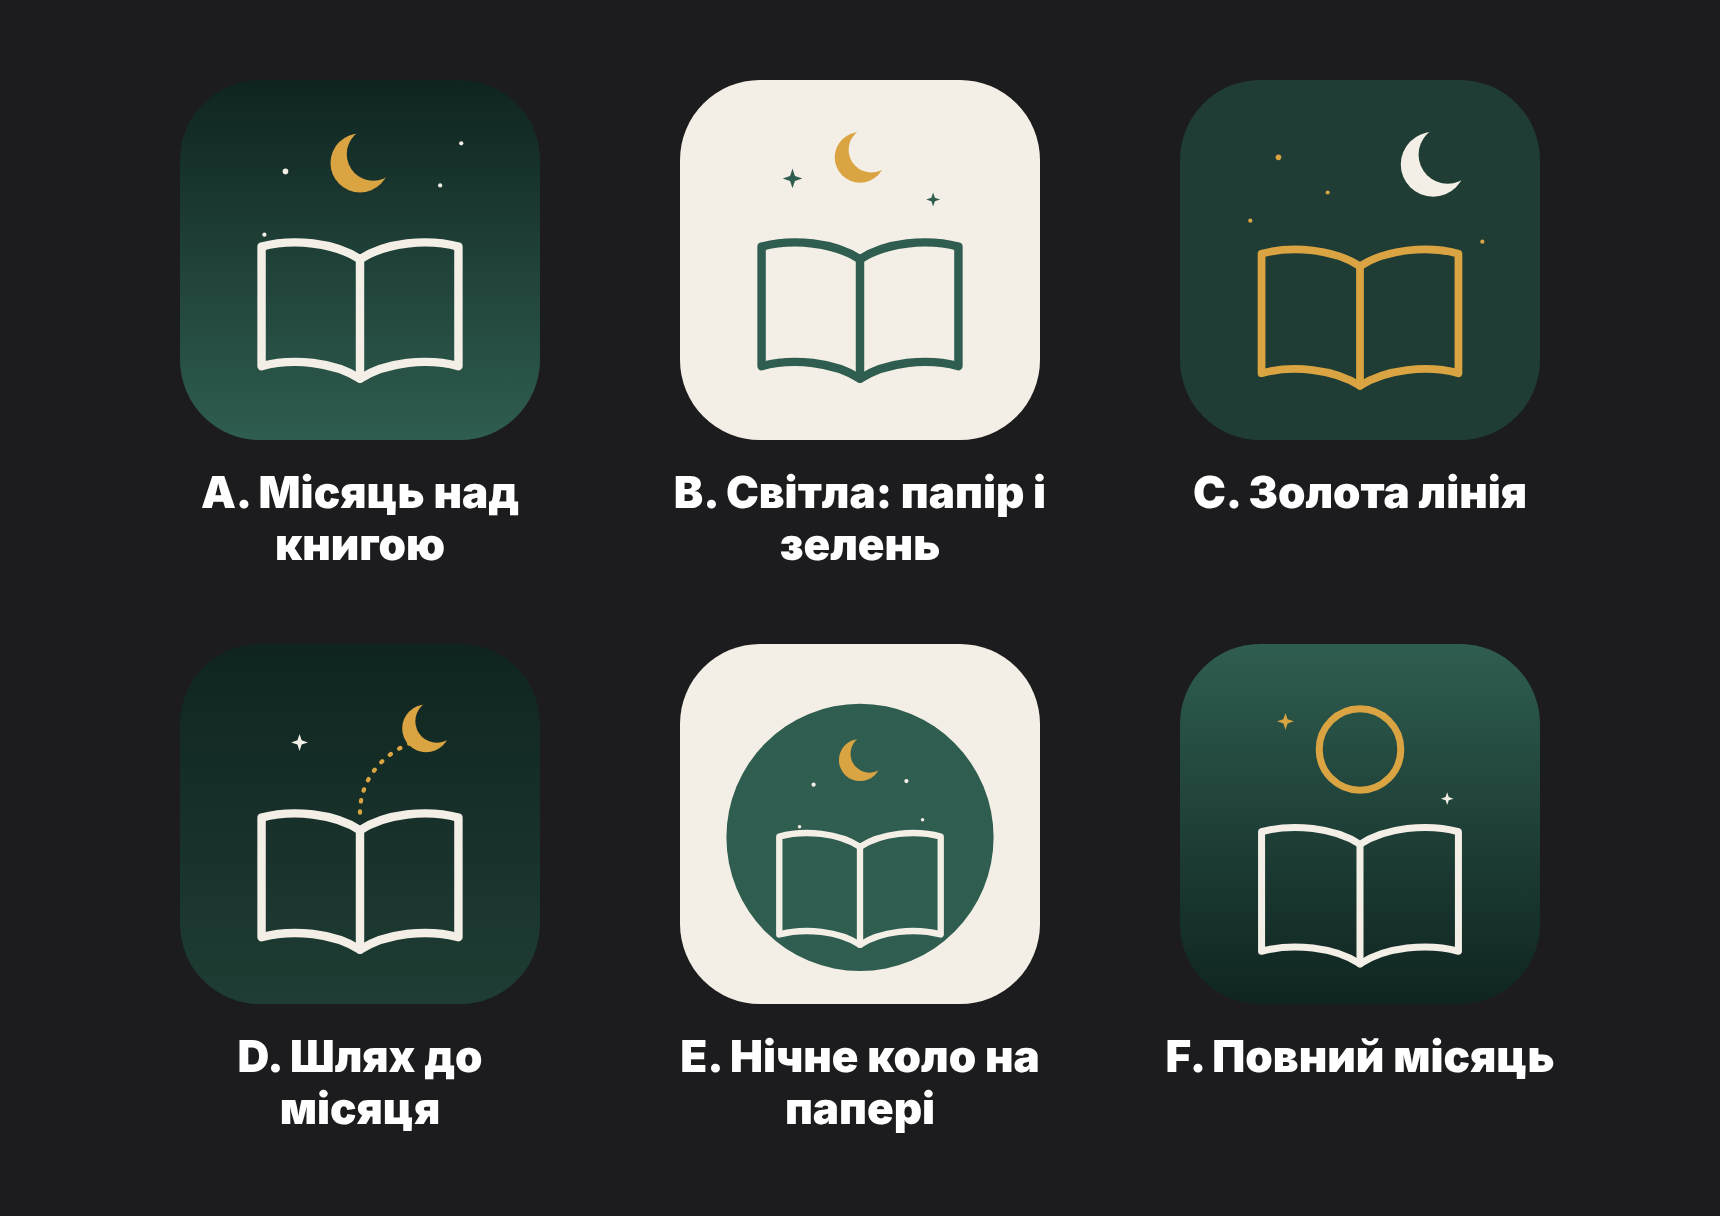 A. Місяць над
книгою
B. Світла: папір і
зелень
C. Золота лінія
D. Шлях до
місяця
E. Нічне коло на
папері
F. Повний місяць